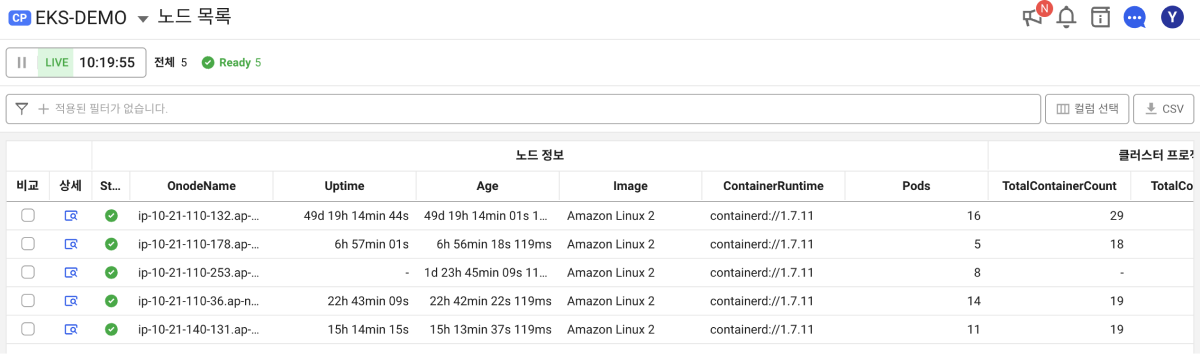 CP EKS-DEMO 노드 목록 N Y
LIVE 10:19:55 전체 5 Ready 5
적용된 필터가 없습니다. 컬럼 선택 CSV
노드 정보 클러스터 프로젝
비교 상세 St... OnodeName Uptime Age Image ContainerRuntime Pods TotalContainerCount TotalCo
ip-10-21-110-132.ap-... 49d 19h 14min 44s 49d 19h 14min 01s 1... Amazon Linux 2 containerd://1.7.11 16 29
ip-10-21-110-178.ap-... 6h 57min 01s 6h 56min 18s 119ms Amazon Linux 2 containerd://1.7.11 5 18
ip-10-21-110-253.ap-... - 1d 23h 45min 09s 11... Amazon Linux 2 containerd://1.7.11 8 -
ip-10-21-110-36.ap-n... 22h 43min 09s 22h 42min 22s 119ms Amazon Linux 2 containerd://1.7.11 14 19
ip-10-21-140-131.ap-... 15h 14min 15s 15h 13min 37s 119ms Amazon Linux 2 containerd://1.7.11 11 19